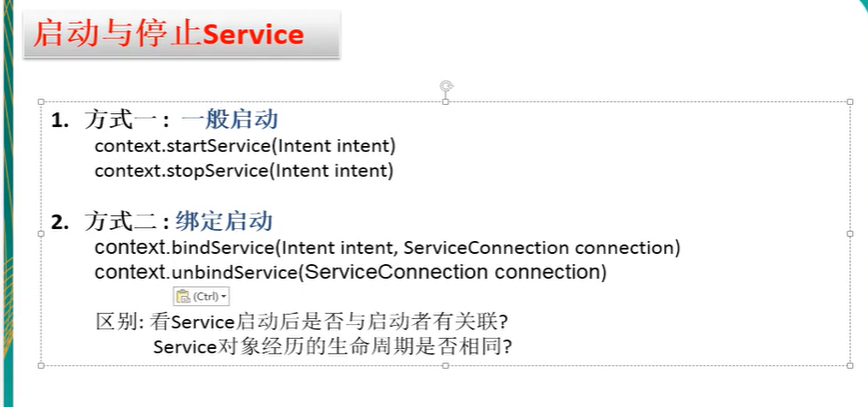 启动与停止Service
1. 方式一 : 一般启动
context.startService(Intent intent)
context.stopService(Intent intent)
2. 方式二 : 绑定启动
context.bindService(Intent intent, ServiceConnection connection)
context.unbindService(ServiceConnection connection)
(Ctrl)
区别: 看Service启动后是否与启动者有关联?
Service对象经历的生命周期是否相同?